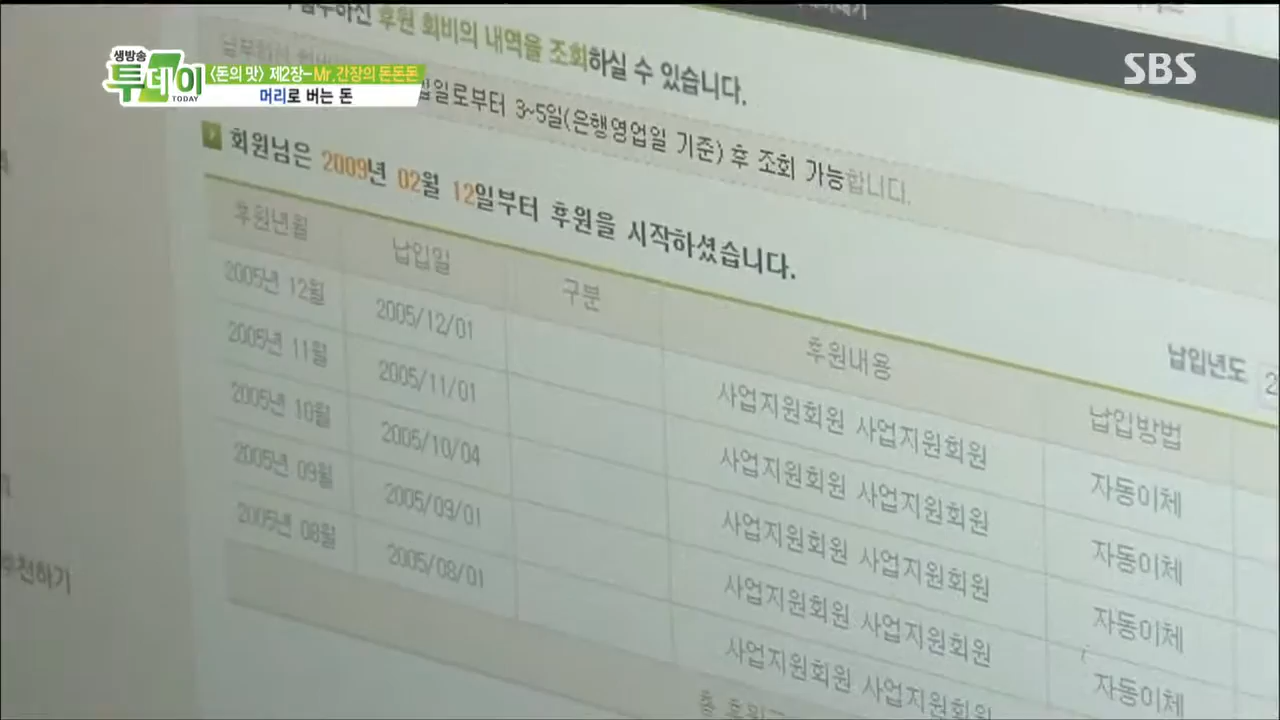 생방송
투데이
TODAY
<돈의 맛> 제2장-Mr.간장의 돈돈돈
머리로 버는 돈
SBS
후원 회비의 내역을 조회하실 수 있습니다.
3~5일(은행영업일 기준) 후 조회 가능합니다.
회원님은 2009년 02월 12일부터 후원을 시작하셨습니다.
납입년도 2
후원년월 납입일 구분 후원내용 납입방법
2005년 12월 2005/12/01 사업지원회원 사업지원회원 자동이체
2005년 11월 2005/11/01 사업지원회원 사업지원회원 자동이체
2005년 10월 2005/10/04 사업지원회원 사업지원회원 자동이체
2005년 09월 2005/09/01 사업지원회원 사업지원회원 자동이체
2005년 08월 2005/08/01 사업지원회원 사업지원회원
총